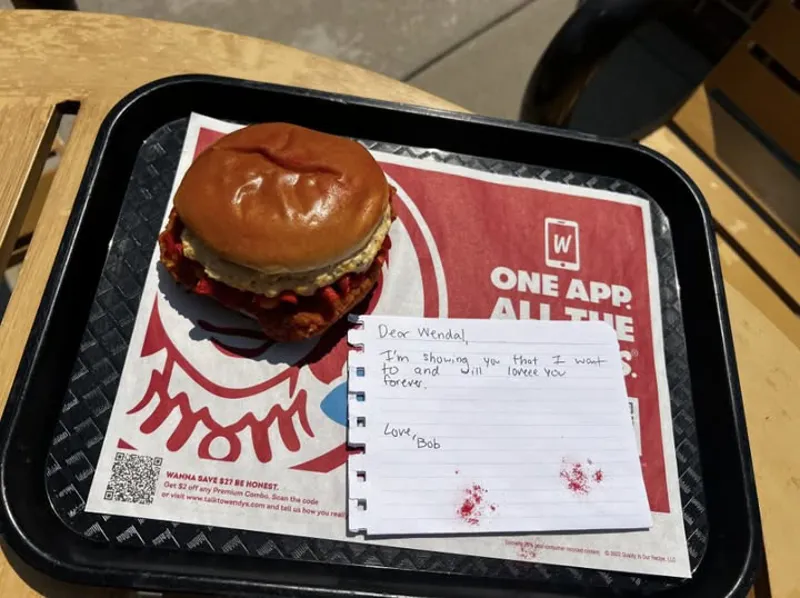 W
ONE APP.
ALL THE
S.
Dear Wendal,
I'm showing you that I want
to and will loveee you
forever.
Love,
Bob
Mom
WANNA SAVE $2? BE HONEST.
Get $2 off any Premium Combo. Scan the code
or visit www.talktowendys.com and tell us how you really